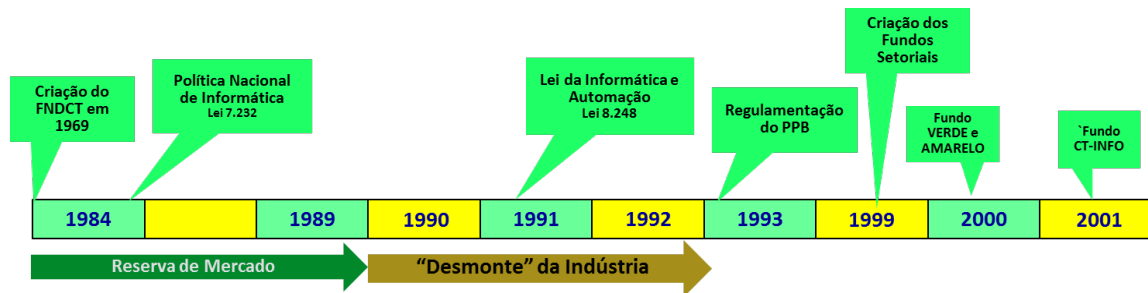 Criação do
FNDCT em
1969
Política Nacional
de Informática
Lei 7.232
Lei da Informática e
Automação
Lei 8.248
Regulamentação
do PPB
Criação dos
Fundos
Setoriais
Fundo
VERDE e
AMARELO
`Fundo
CT-INFO
1984
1989
1990
1991
1992
1993
1999
2000
2001
Reserva de Mercado
“Desmonte” da Indústria